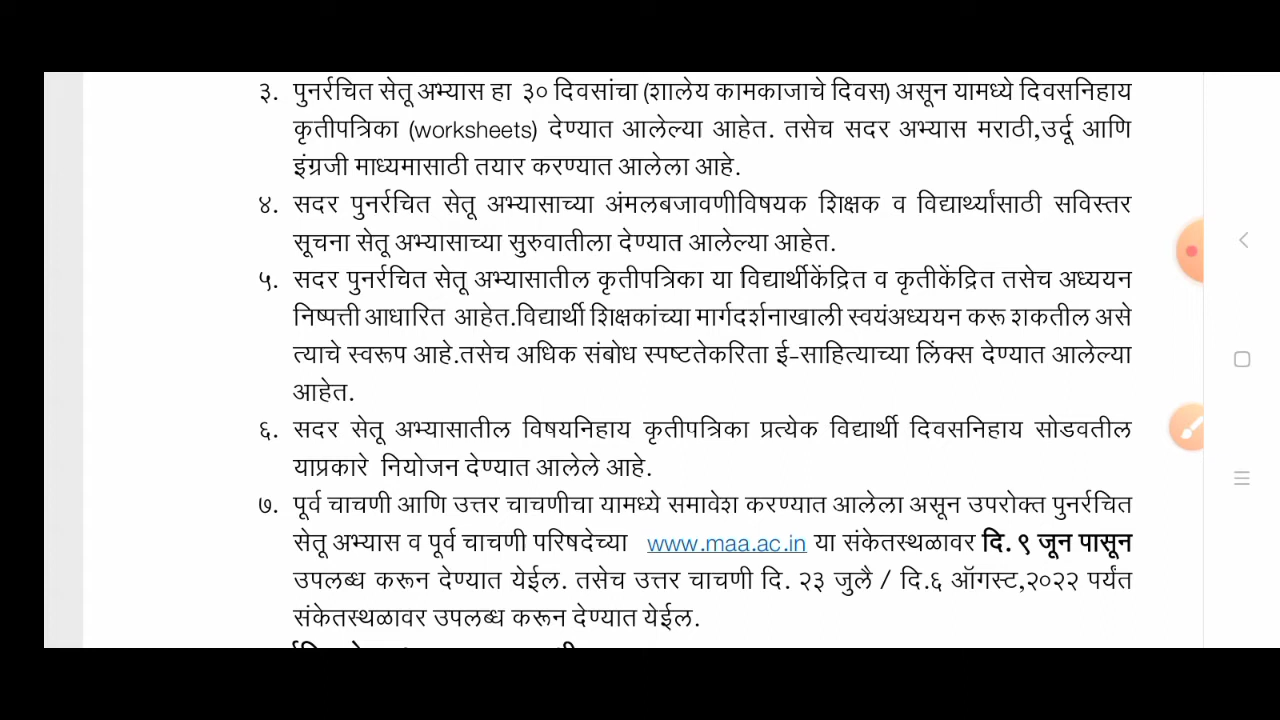 ३. पुनर्रचित सेतू अभ्यास हा ३० दिवसांचा (शालेय कामकाजाचे दिवस) असून यामध्ये दिवसनिहाय
कृतीपत्रिका (worksheets) देण्यात आलेल्या आहेत. तसेच सदर अभ्यास मराठी,उर्दू आणि
इंग्रजी माध्यमासाठी तयार करण्यात आलेला आहे.
४. सदर पुनर्रचित सेतू अभ्यासाच्या अंमलबजावणीविषयक शिक्षक व विद्यार्थ्यांसाठी सविस्तर
सूचना सेतू अभ्यासाच्या सुरुवातीला देण्यात आलेल्या आहेत.
५. सदर पुनर्रचित सेतू अभ्यासातील कृतीपत्रिका या विद्यार्थीकेंद्रित व कृतीकेंद्रित तसेच अध्ययन
निष्पत्ती आधारित आहेत.विद्यार्थी शिक्षकांच्या मार्गदर्शनाखाली स्वयंअध्ययन करू शकतील असे
त्याचे स्वरूप आहे.तसेच अधिक संबोध स्पष्टतेकरिता ई-साहित्याच्या लिंक्स देण्यात आलेल्या
आहेत.
६. सदर सेतू अभ्यासातील विषयनिहाय कृतीपत्रिका प्रत्येक विद्यार्थी दिवसनिहाय सोडवतील
याप्रकारे नियोजन देण्यात आलेले आहे.
७. पूर्व चाचणी आणि उत्तर चाचणीचा यामध्ये समावेश करण्यात आलेला असून उपरोक्त पुनर्रचित
सेतू अभ्यास व पूर्व चाचणी परिषदेच्या www.maa.ac.in या संकेतस्थळावर दि. ९ जून पासून
उपलब्ध करून देण्यात येईल. तसेच उत्तर चाचणी दि. २३ जुलै / दि.६ ऑगस्ट,२०२२ पर्यंत
संकेतस्थळावर उपलब्ध करून देण्यात येईल.